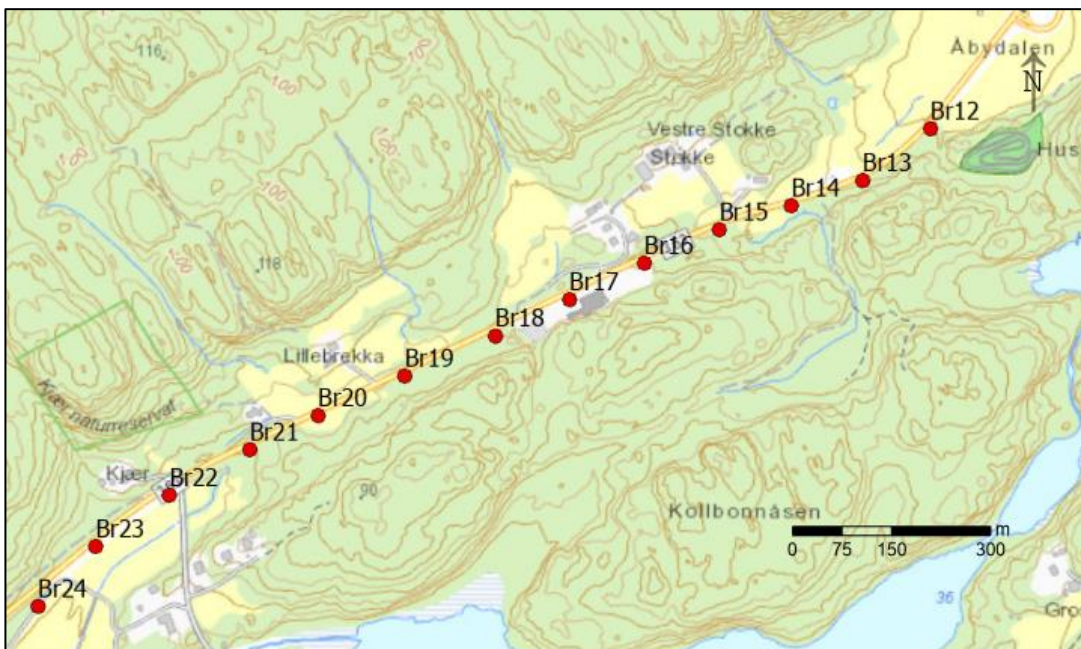 116
100
100
Åbydalen
N
Br12
Hus
Vestre Stokke
Stokke
Br13
Br14
Br15
100
100
118
Br16
Br17
Br18
Lillebrekka
Br19
Kjær naturreservat
Br20
Br21
Kjær
Br22
90
Kollbonnåsen
m
0 75 150 300
Br23
Br24
36
Gro